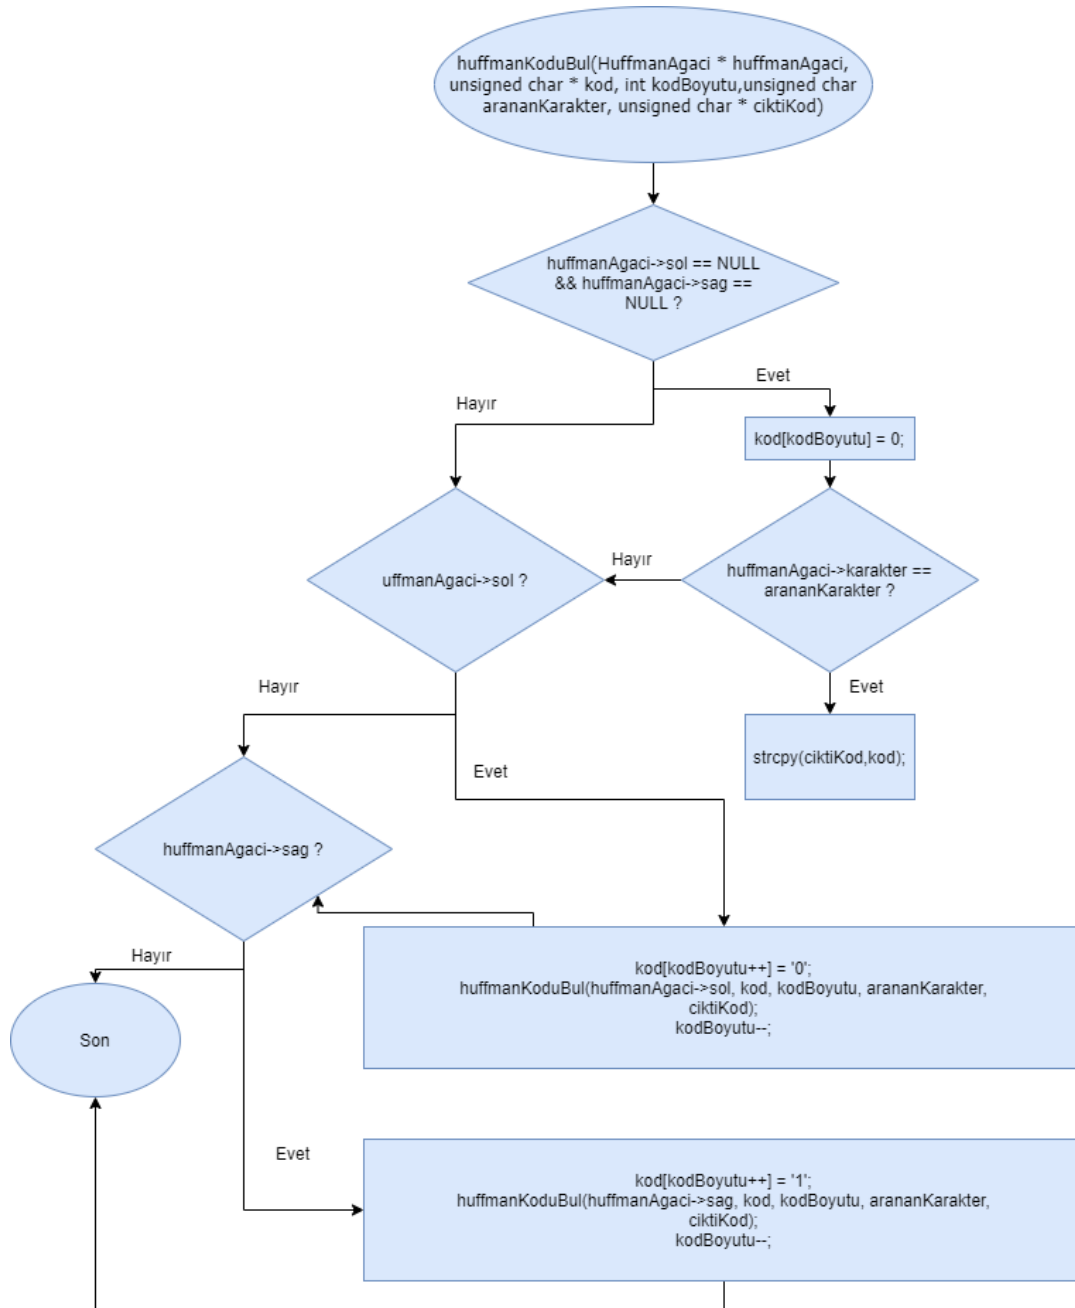 huffmanKoduBul(HuffmanAgaci * huffmanAgaci,
unsigned char * kod, int kodBoyutu,unsigned char
arananKarakter, unsigned char * ciktiKod)
huffmanAgaci->sol == NULL
&& huffmanAgaci->sag ==
NULL ?
Evet
Hayır
kod[kodBoyutu] = 0;
uffmanAgaci->sol ?
Hayır
huffmanAgaci->karakter ==
arananKarakter ?
Hayır
Evet
strcpy(ciktiKod,kod);
Evet
huffmanAgaci->sag ?
Hayır
kod[kodBoyutu++] = '0';
huffmanKoduBul(huffmanAgaci->sol, kod, kodBoyutu, arananKarakter,
ciktiKod);
kodBoyutu--;
Son
Evet
kod[kodBoyutu++] = '1';
huffmanKoduBul(huffmanAgaci->sag, kod, kodBoyutu, arananKarakter,
ciktiKod);
kodBoyutu--;